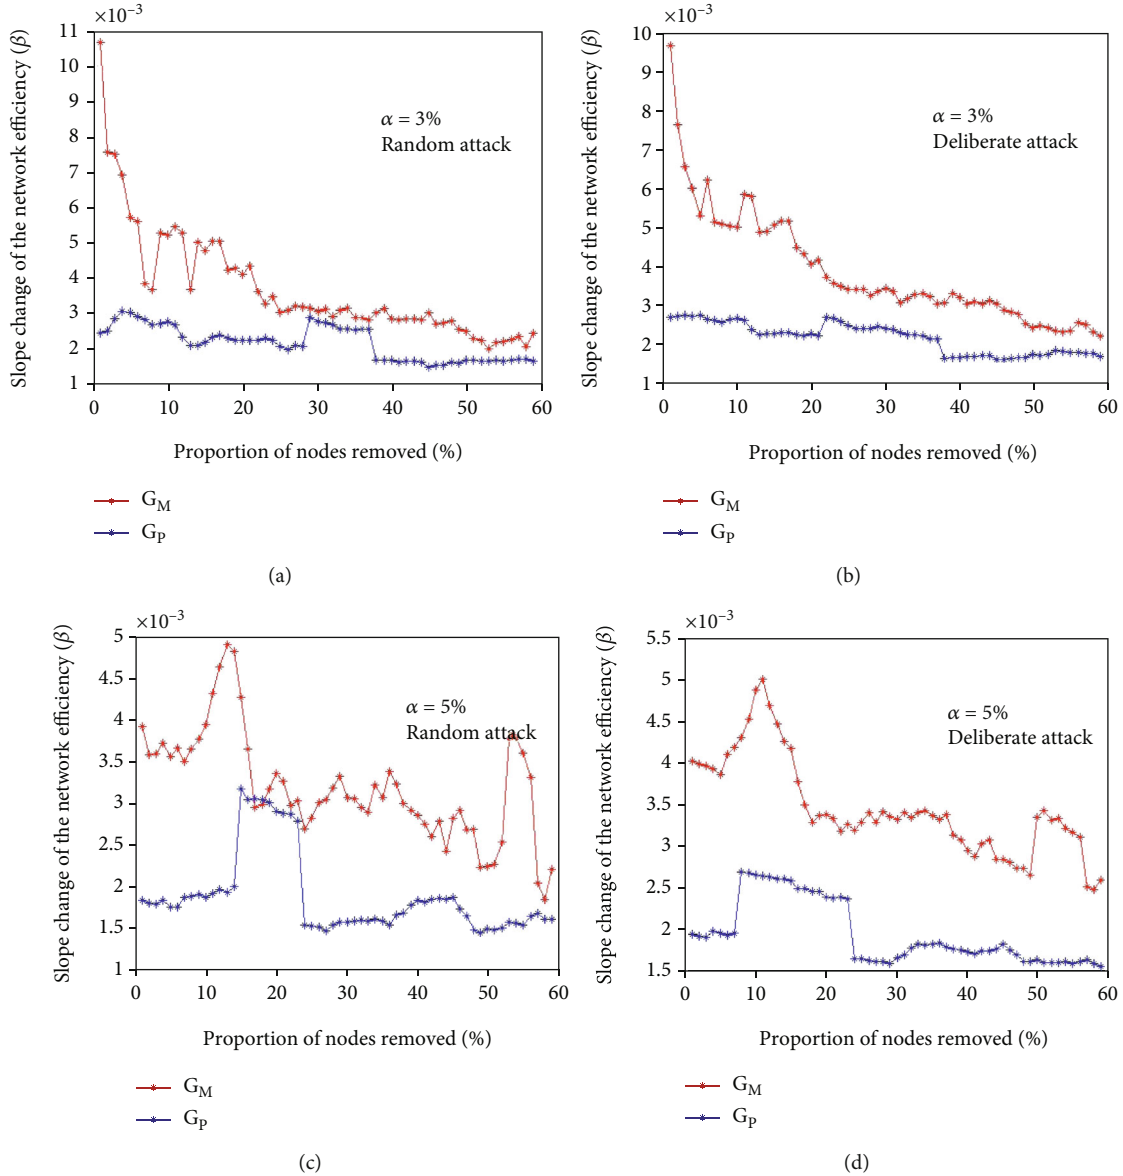 ×10⁻³
11
10
9
8
7
6
5
4
3
2
1
Slope change of the network efficiency (β)
α = 3%
Random attack
0 10 20 30 40 50 60
Proportion of nodes removed (%)
G_M
G_P
(a)
×10⁻³
10
9
8
7
6
5
4
3
2
1
Slope change of the network efficiency (β)
α = 3%
Deliberate attack
0 10 20 30 40 50 60
Proportion of nodes removed (%)
G_M
G_P
(b)
×10⁻³
5
4.5
4
3.5
3
2.5
2
1.5
1
Slope change of the network efficiency (β)
α = 5%
Random attack
0 10 20 30 40 50 60
Proportion of nodes removed (%)
G_M
G_P
(c)
×10⁻³
5.5
5
4.5
4
3.5
3
2.5
2
1.5
Slope change of the network efficiency (β)
α = 5%
Deliberate attack
0 10 20 30 40 50 60
Proportion of nodes removed (%)
G_M
G_P
(d)